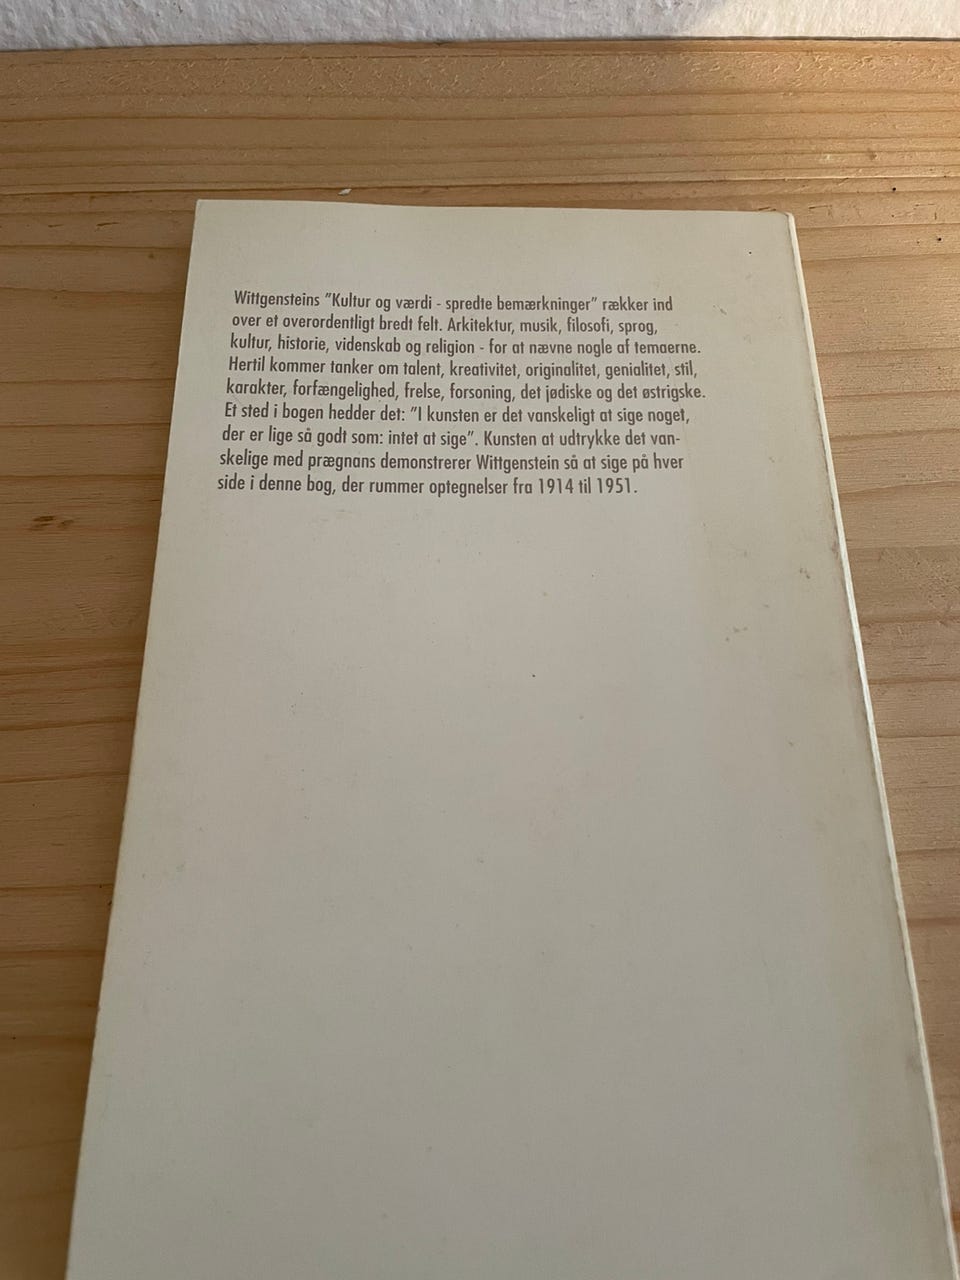 Wittgensteins ”Kultur og værdi - spredte bemærkninger” rækker ind
over et overordentligt bredt felt. Arkitektur, musik, filosofi, sprog,
kultur, historie, videnskab og religion - for at nævne nogle af temaerne.
Hertil kommer tanker om talent, kreativitet, originalitet, genialitet, stil,
karakter, forfængelighed, frelse, forsoning, det jødiske og det østrigske.
Et sted i bogen hedder det: ”I kunsten er det vanskeligt at sige noget,
der er lige så godt som: intet at sige”. Kunsten at udtrykke det van-
skelige med prægnans demonstrerer Wittgenstein så at sige på hver
side i denne bog, der rummer optegnelser fra 1914 til 1951.